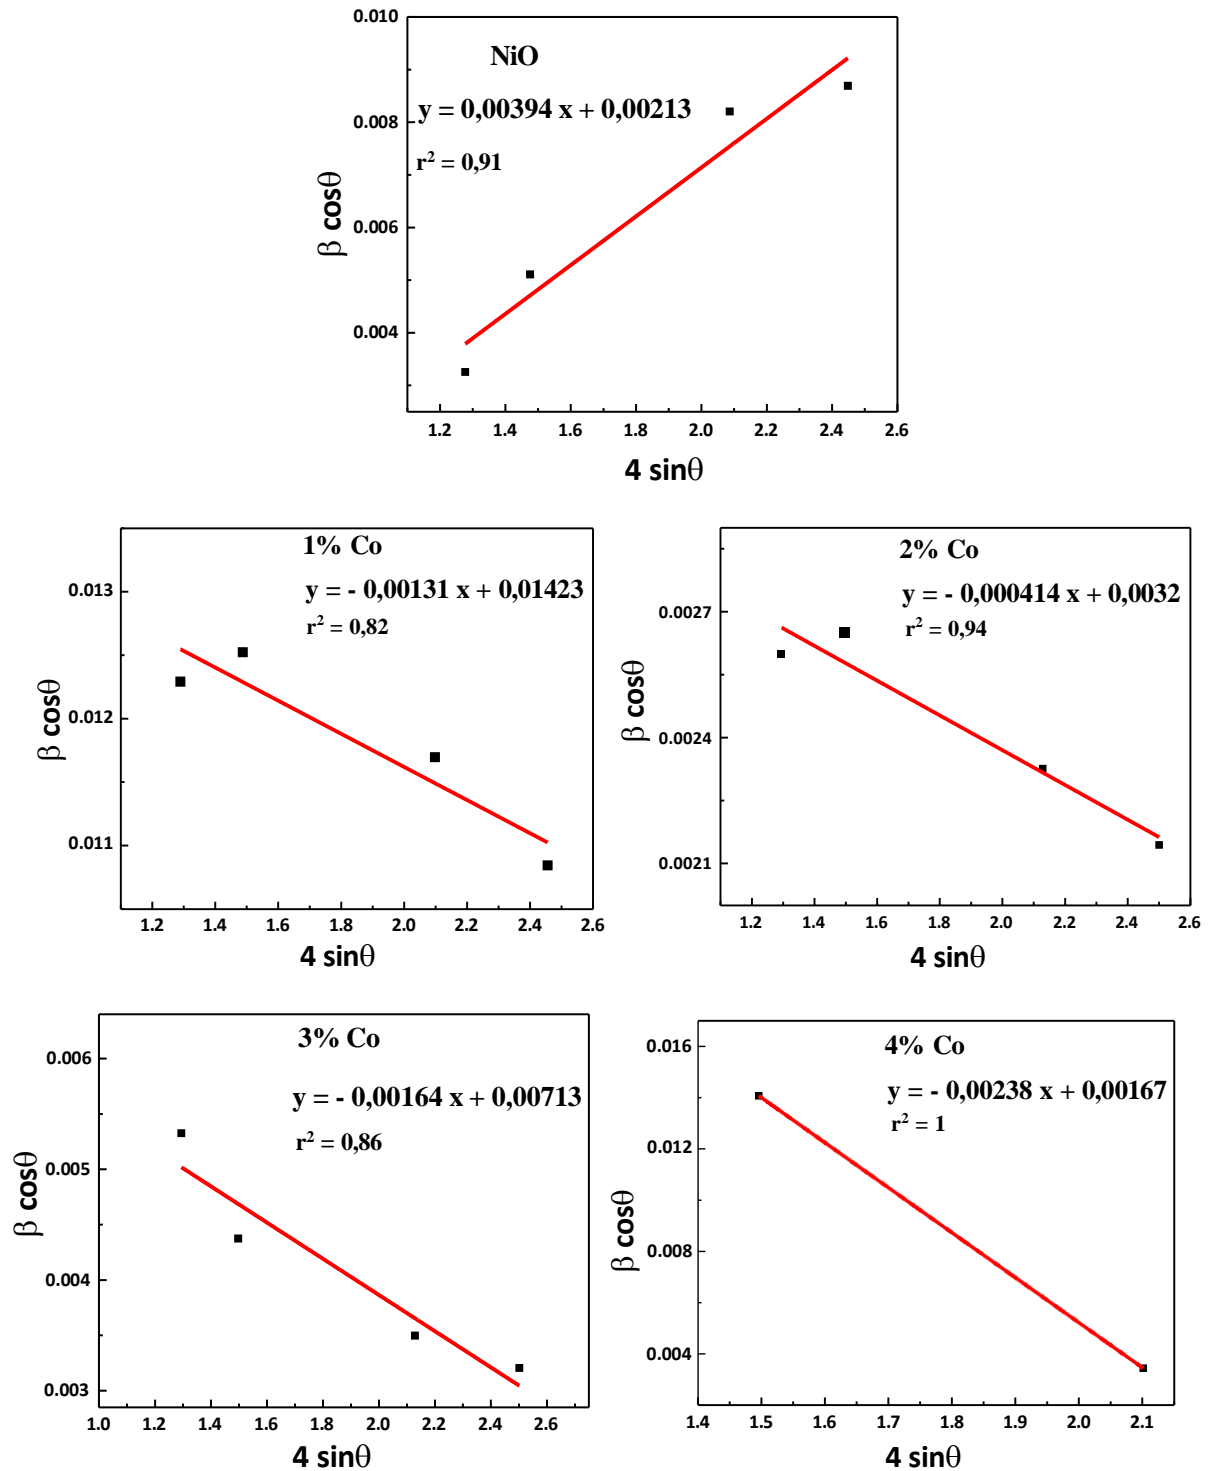 NiO
y = 0,00394 x + 0,00213
r² = 0,91
β cosθ
0.010
0.008
0.006
0.004
1.2 1.4 1.6 1.8 2.0 2.2 2.4 2.6
4 sinθ
1% Co
y = - 0,00131 x + 0,01423
r² = 0,82
β cosθ
0.013
0.012
0.011
1.2 1.4 1.6 1.8 2.0 2.2 2.4 2.6
4 sinθ
2% Co
y = - 0,000414 x + 0,0032
r² = 0,94
β cosθ
0.0027
0.0024
0.0021
1.2 1.4 1.6 1.8 2.0 2.2 2.4 2.6
4 sinθ
3% Co
y = - 0,00164 x + 0,00713
r² = 0,86
β cosθ
0.006
0.005
0.004
0.003
1.0 1.2 1.4 1.6 1.8 2.0 2.2 2.4 2.6
4 sinθ
4% Co
y = - 0,00238 x + 0,00167
r² = 1
β cosθ
0.016
0.012
0.008
0.004
1.4 1.5 1.6 1.7 1.8 1.9 2.0 2.1
4 sinθ